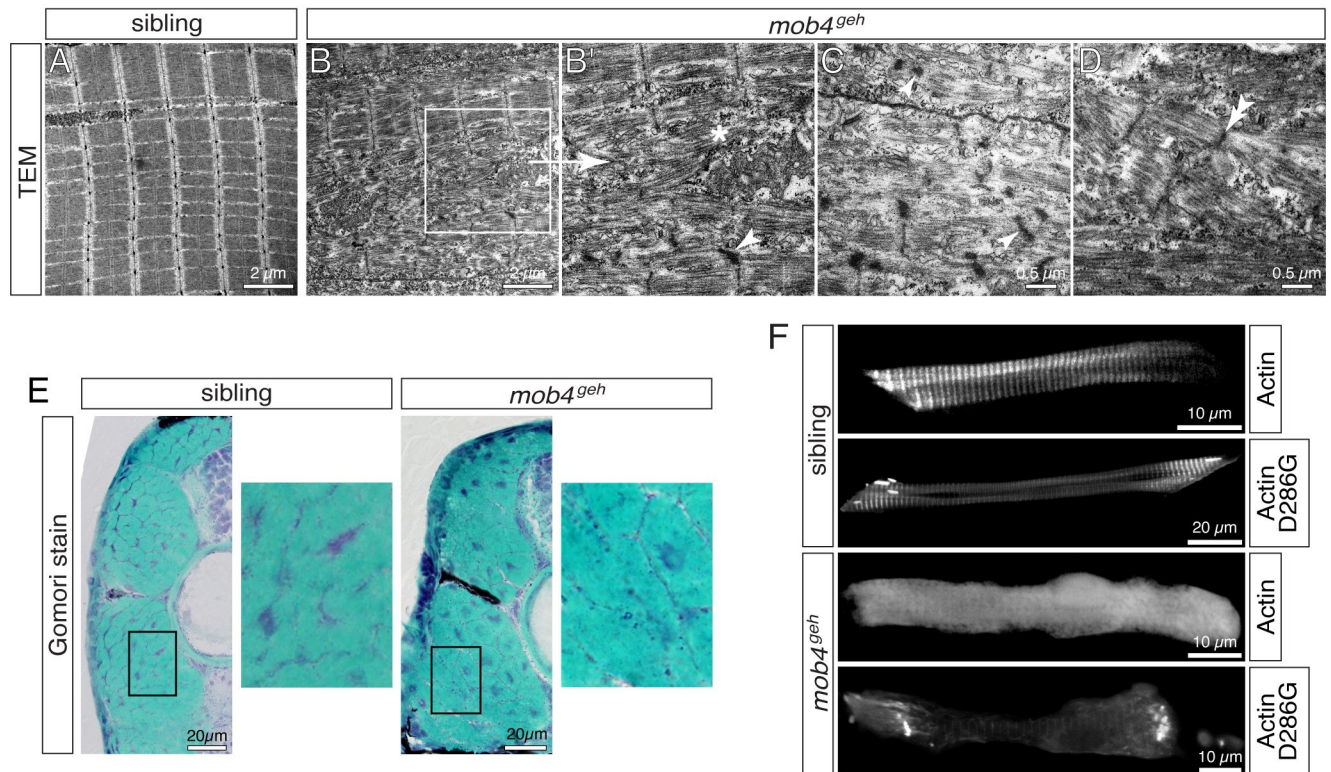 sibling
mob4geh
TEM
A
B
B'
C
D
2 µm
2 µm
0.5 µm
0.5 µm
E
sibling
mob4geh
Gomori stain
20µm
20µm
F
sibling
mob4geh
Actin
10 µm
Actin
D286G
20 µm
Actin
10 µm
Actin
D286G
10 µm